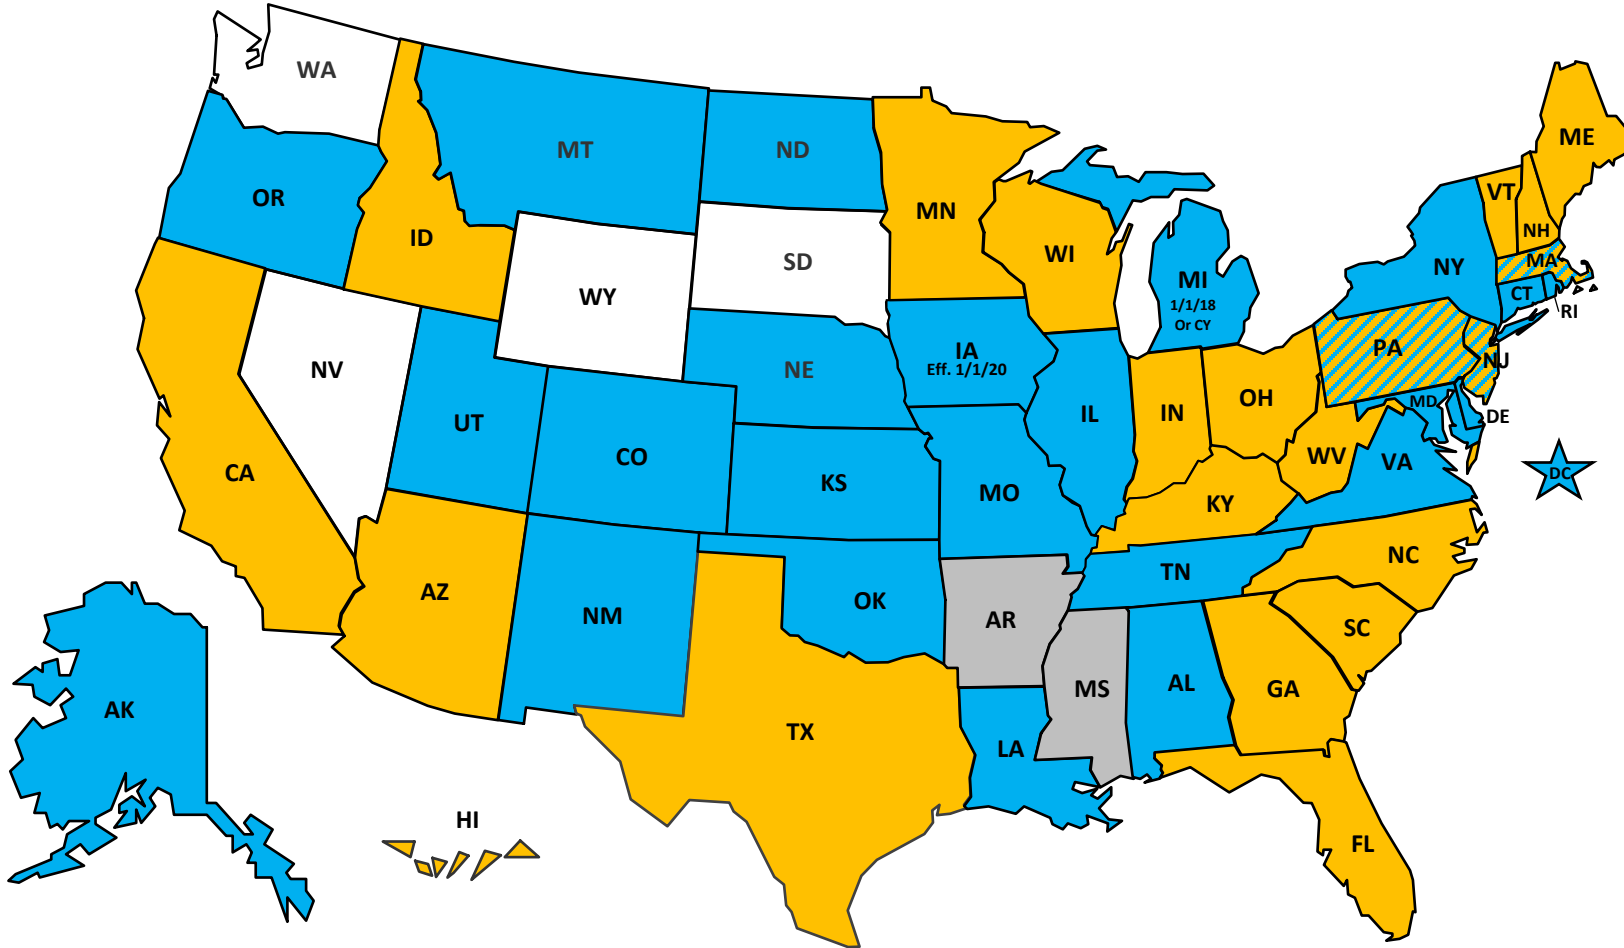 WA
MT
ND
OR
ID
MN
SD
WY
WI
MI
1/1/18
Or CY
ME
VT
NH
MA
NY
CT
RI
NV
NE
IA
Eff. 1/1/20
PA
NJ
UT
CO
IL
IN
OH
MD
DE
CA
KS
MO
WV
VA
DC
KY
AZ
NM
OK
AR
TN
NC
SC
AK
TX
LA
MS
AL
GA
HI
FL